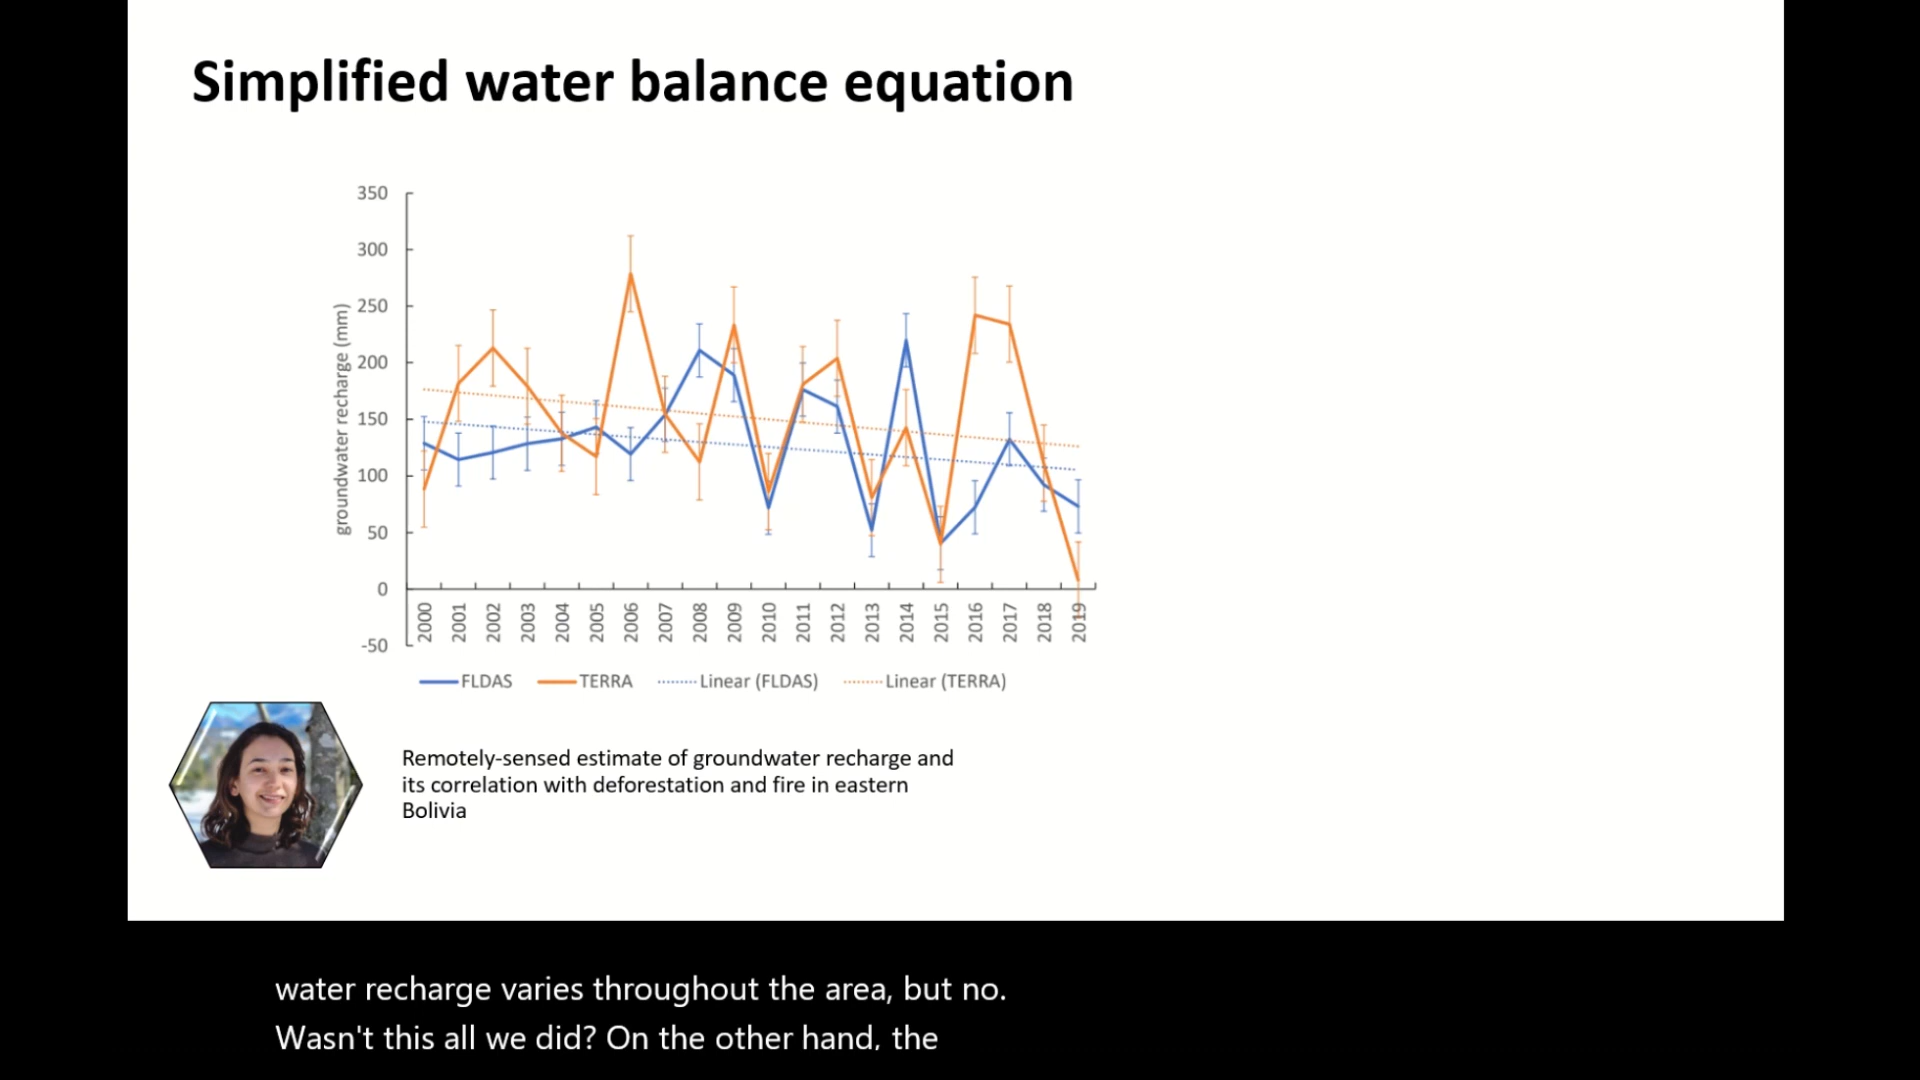 Simplified water balance equation
350
300
250
200
150
100
50
0
-50
groundwater recharge (mm)
2000 2001 2002 2003 2004 2005 2006 2007 2008 2009 2010 2011 2012 2013 2014 2015 2016 2017 2018 2019
FLDAS TERRA Linear (FLDAS) Linear (TERRA)
Remotely-sensed estimate of groundwater recharge and
its correlation with deforestation and fire in eastern
Bolivia
water recharge varies throughout the area, but no.
Wasn't this all we did? On the other hand, the